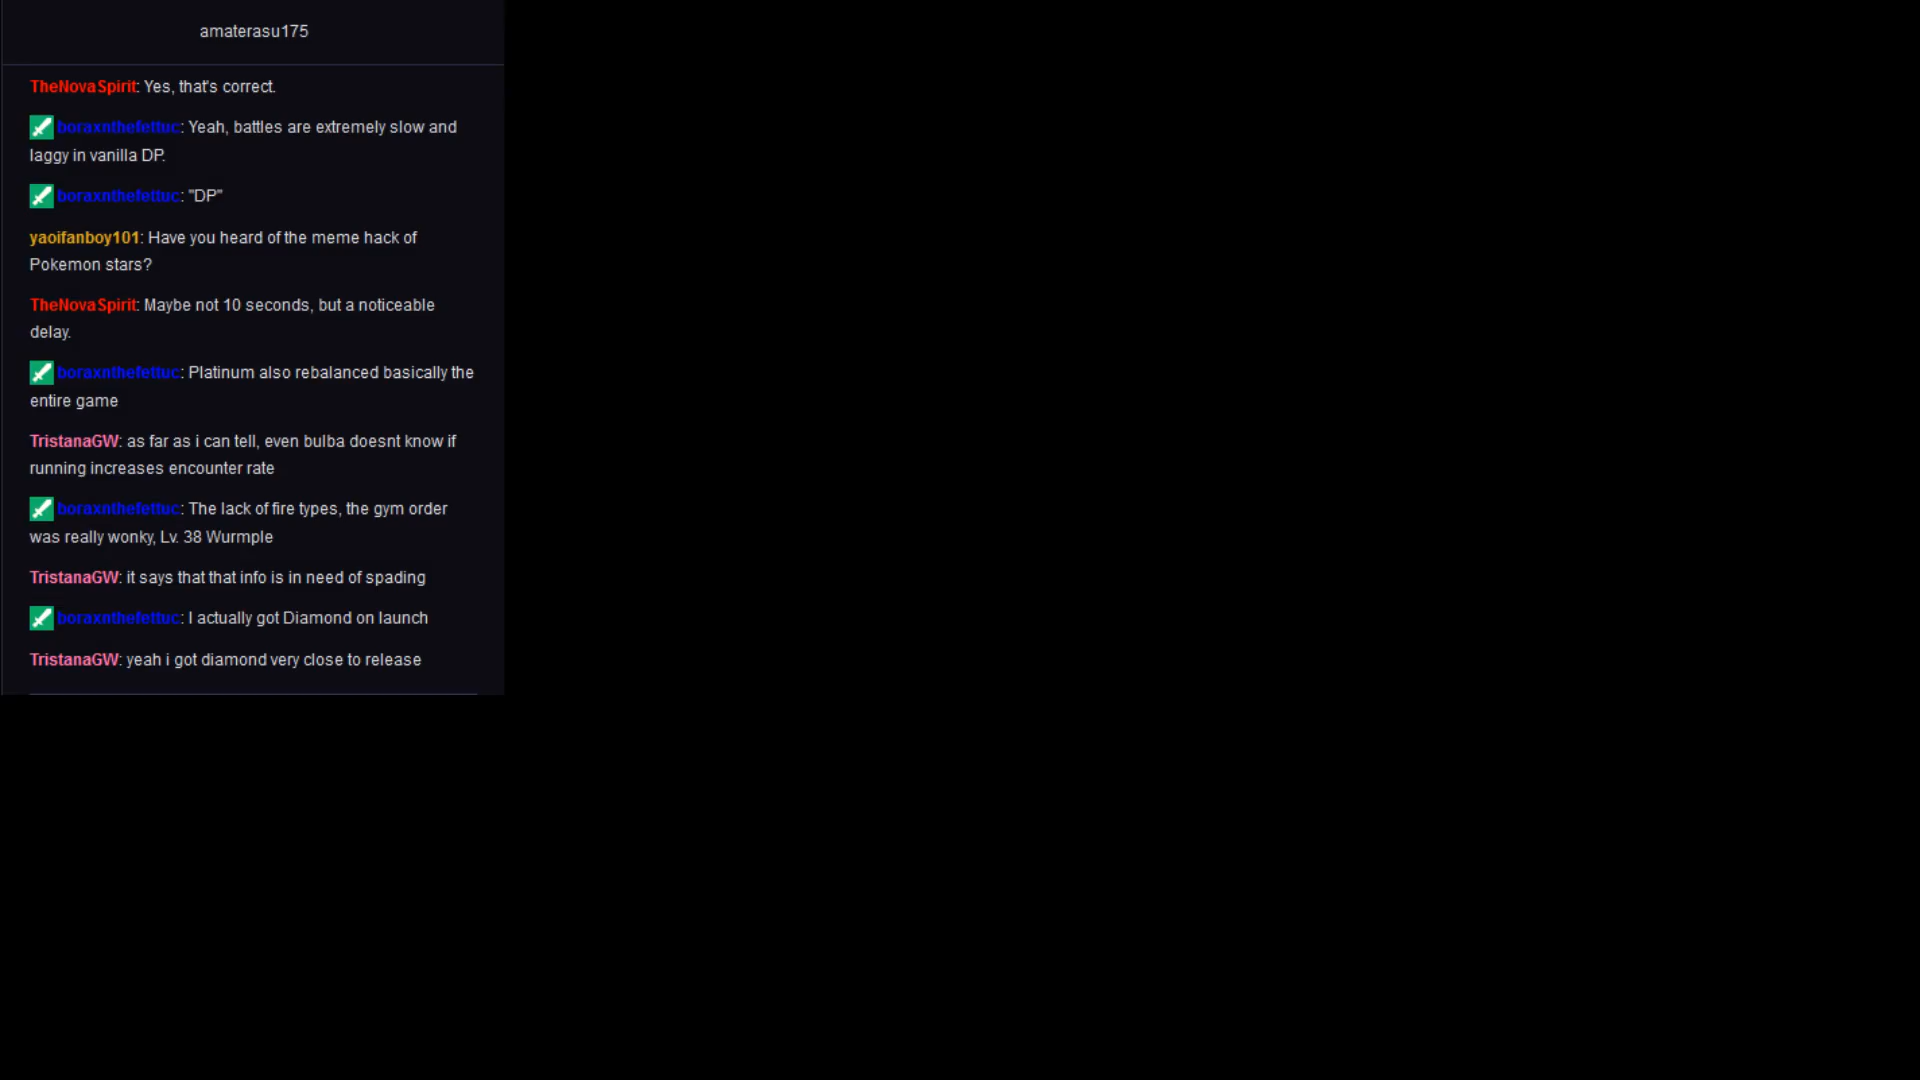 amaterasu175
TheNovaSpirit: Yes, that's correct.
boraxnthefettuc: Yeah, battles are extremely slow and
laggy in vanilla DP.
boraxnthefettuc: "DP"
yaoifanboy101: Have you heard of the meme hack of
Pokemon stars?
TheNovaSpirit: Maybe not 10 seconds, but a noticeable
delay.
boraxnthefettuc: Platinum also rebalanced basically the
entire game
TristanaGW: as far as i can tell, even bulba doesnt know if
running increases encounter rate
boraxnthefettuc: The lack of fire types, the gym order
was really wonky, Lv. 38 Wurmple
TristanaGW: it says that that info is in need of spading
boraxnthefettuc: I actually got Diamond on launch
TristanaGW: yeah i got diamond very close to release